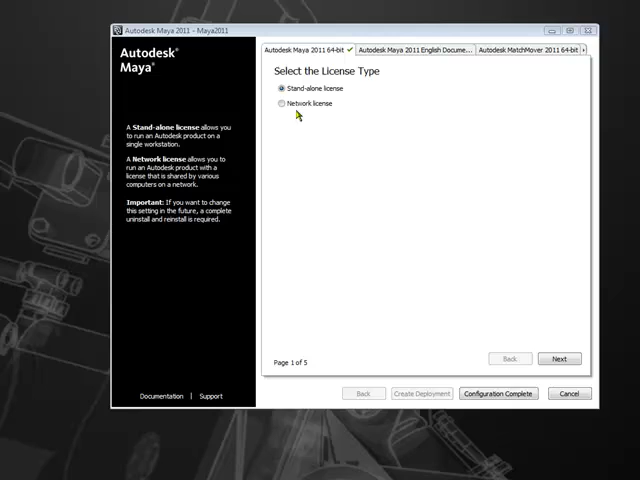 Autodesk Maya 2011 - Maya2011
Autodesk®
Maya®
Autodesk Maya 2011 64-bit
Autodesk Maya 2011 English Docume...
Autodesk MatchMover 2011 64-bit
Select the License Type
Stand-alone license
Network license
A Stand-alone license allows you
to run an Autodesk product on a
single workstation.
A Network license allows you to
run an Autodesk product with a
license that is shared by various
computers on a network.
Important: If you want to change
this setting in the future, a complete
uninstall and reinstall is required.
Page 1 of 5
Back
Next
Documentation | Support
Back
Create Deployment
Configuration Complete
Cancel